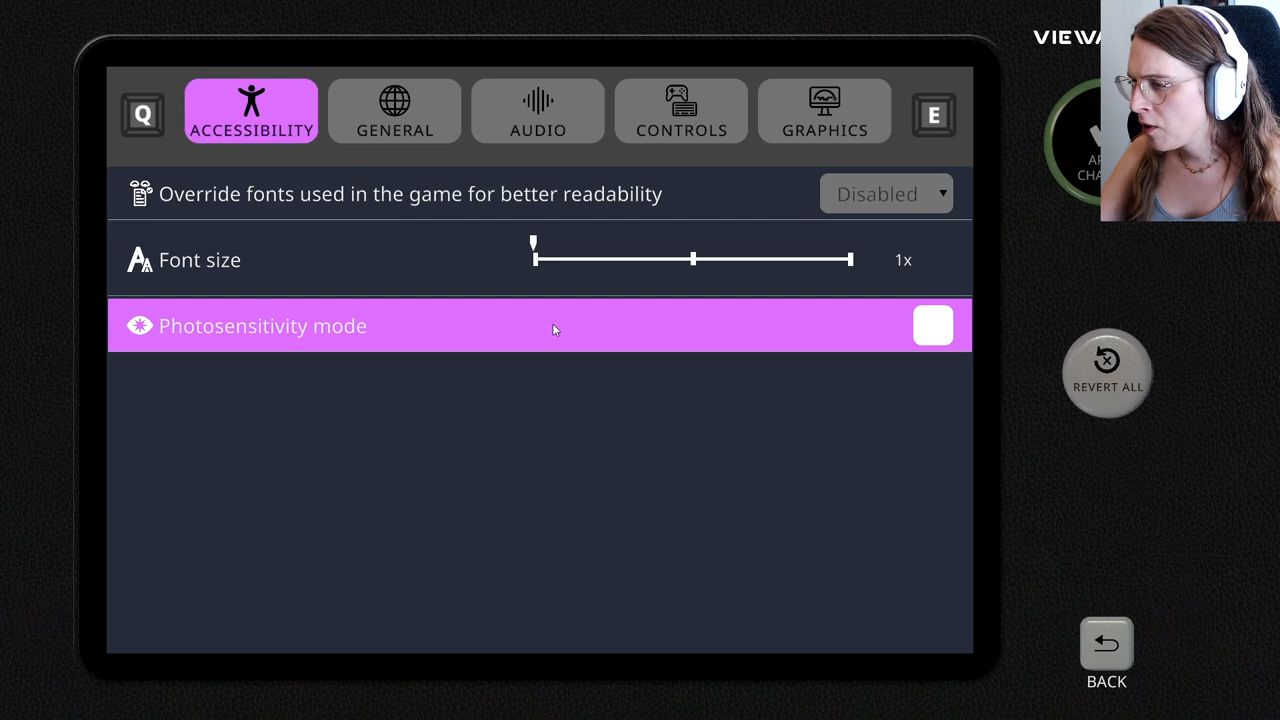 VIEW
Q
ACCESSIBILITY
GENERAL
AUDIO
CONTROLS
GRAPHICS
E
Override fonts used in the game for better readability
Disabled
Font size
1x
Photosensitivity mode
REVERT ALL
BACK